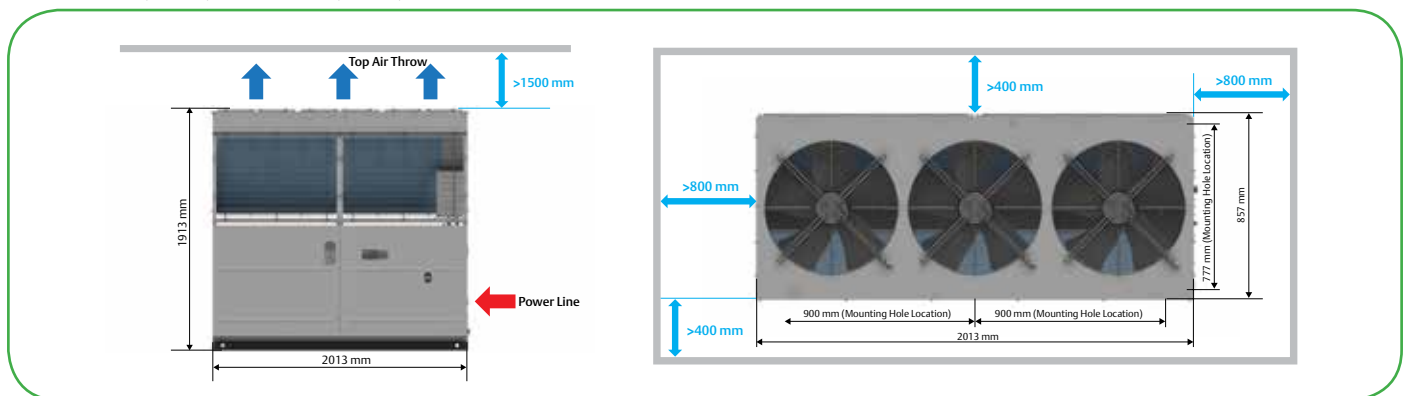 Top Air Throw
>1500 mm
1913 mm
Power Line
2013 mm
>400 mm
>800 mm
>800 mm
777 mm (Mounting Hole Location)
857 mm
900 mm (Mounting Hole Location)
900 mm (Mounting Hole Location)
>400 mm
2013 mm